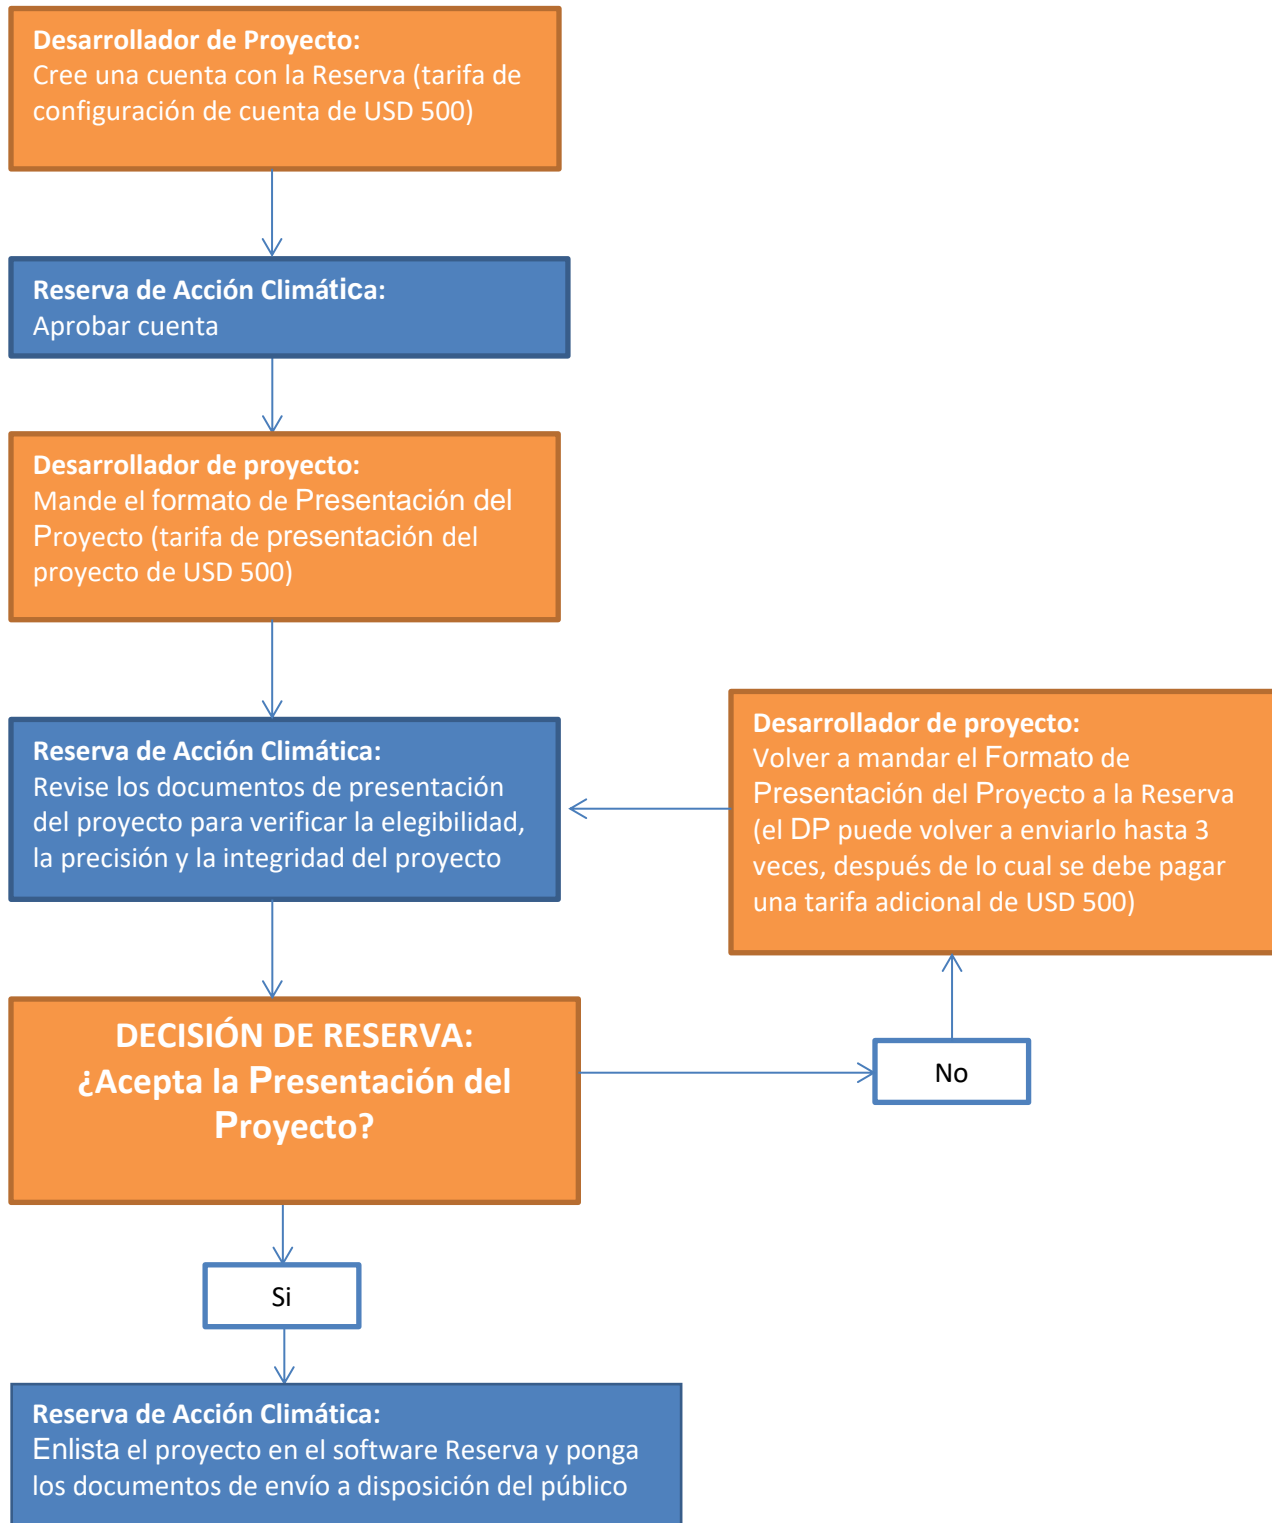 Desarrollador de Proyecto:
Cree una cuenta con la Reserva (tarifa de
configuración de cuenta de USD 500)
Reserva de Acción Climática:
Aprobar cuenta
Desarrollador de proyecto:
Mande el formato de Presentación del
Proyecto (tarifa de presentación del
proyecto de USD 500)
Reserva de Acción Climática:
Revise los documentos de presentación
del proyecto para verificar la elegibilidad,
la precisión y la integridad del proyecto
Desarrollador de proyecto:
Volver a mandar el Formato de
Presentación del Proyecto a la Reserva
(el DP puede volver a enviarlo hasta 3
veces, después de lo cual se debe pagar
una tarifa adicional de USD 500)
DECISIÓN DE RESERVA:
¿Acepta la Presentación del
Proyecto?
No
Si
Reserva de Acción Climática:
Enlista el proyecto en el software Reserva y ponga
los documentos de envío a disposición del público